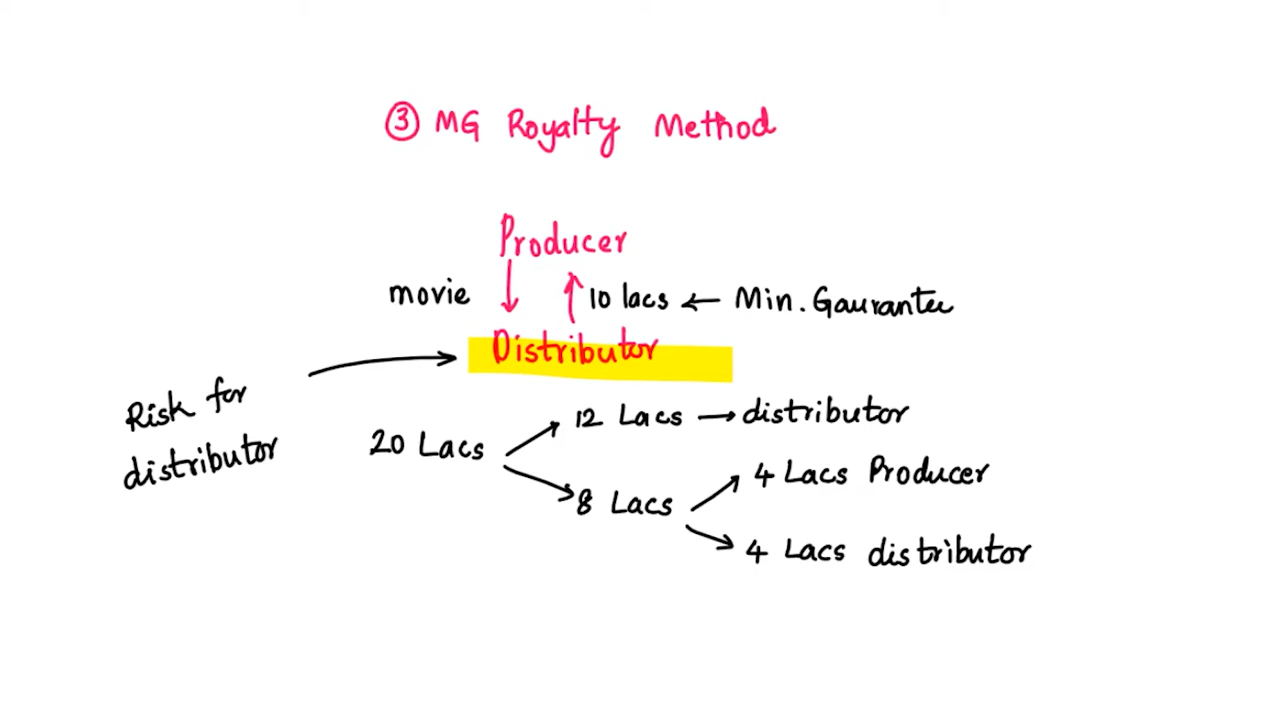 ③ MG Royalty Method
Producer
movie 10 lacs ← Min. Gaurantee
Distributor
Risk for
distributor
20 Lacs
12 Lacs → distributor
8 Lacs
4 Lacs Producer
4 Lacs distributor